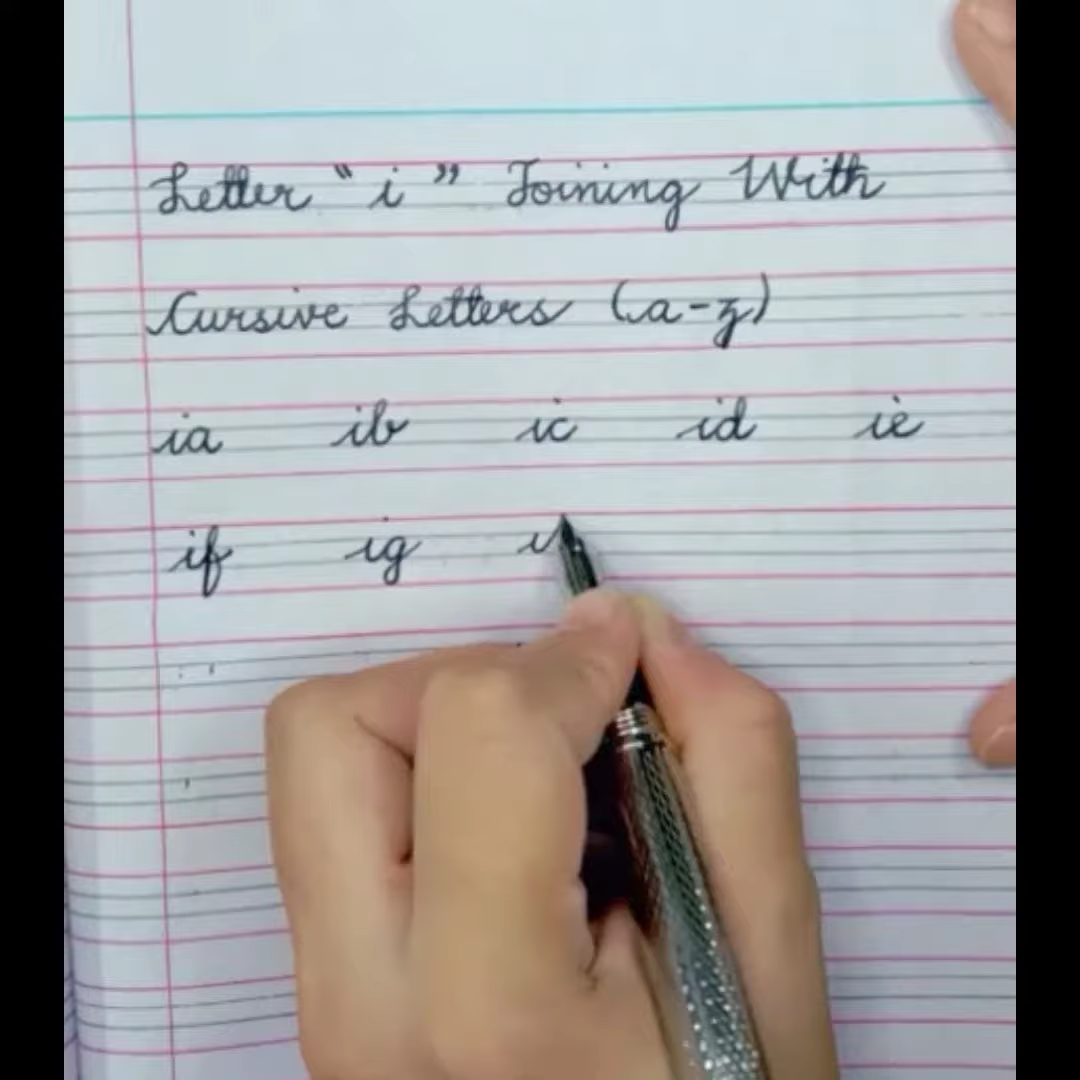 Letter "i" Joining With
Cursive Letters (a-z)
ia ib ic id ie
if ig